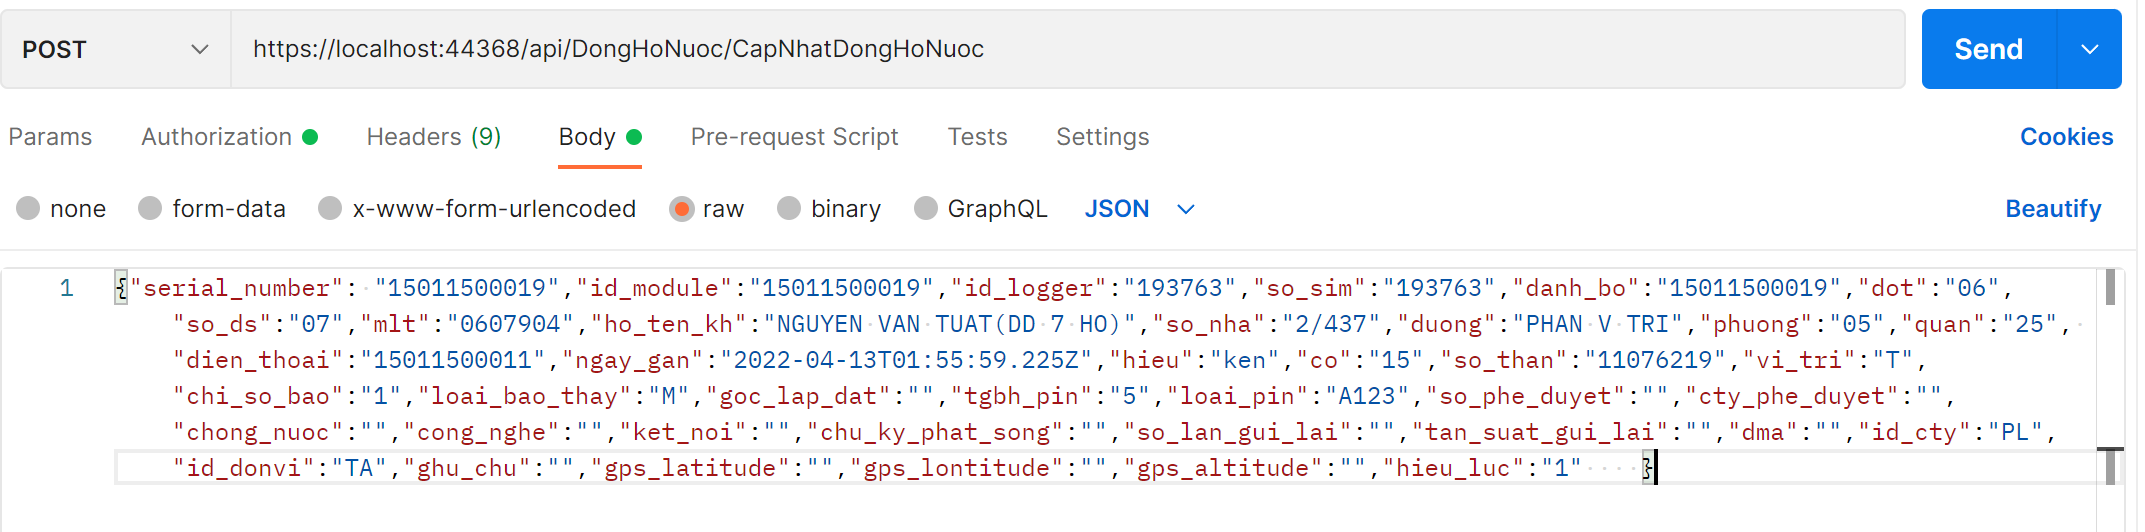 POST https://localhost:44368/api/DongHoNuoc/CapNhatDongHoNuoc Send
Params Authorization Headers (9) Body Pre-request Script Tests Settings Cookies
none form-data x-www-form-urlencoded raw binary GraphQL JSON Beautify
1 {"serial_number": "15011500019","id_module":"15011500019","id_logger":"193763","so_sim":"193763","danh_bo":"15011500019","dot":"06",
"so_ds":"07","mlt":"0607904","ho_ten_kh":"NGUYEN VAN TUAT(DD 7 HO)","so_nha":"2/437","duong":"PHAN V TRI","phuong":"05","quan":"25",
"dien_thoai":"15011500011","ngay_gan":"2022-04-13T01:55:59.225Z","hieu":"ken","co":"15","so_than":"11076219","vi_tri":"T",
"chi_so_bao":"1","loai_bao_thay":"M","goc_lap_dat":"","tgbh_pin":"5","loai_pin":"A123","so_phe_duyet":"","cty_phe_duyet":"",
"chong_nuoc":"","cong_nghe":"","ket_noi":"","chu_ky_phat_song":"","so_lan_gui_lai":"","tan_suat_gui_lai":"","dma":"","id_cty":"PL",
"id_donvi":"TA","ghu_chu":"","gps_latitude":"","gps_lontitude":"","gps_altitude":"","hieu_luc":"1" }